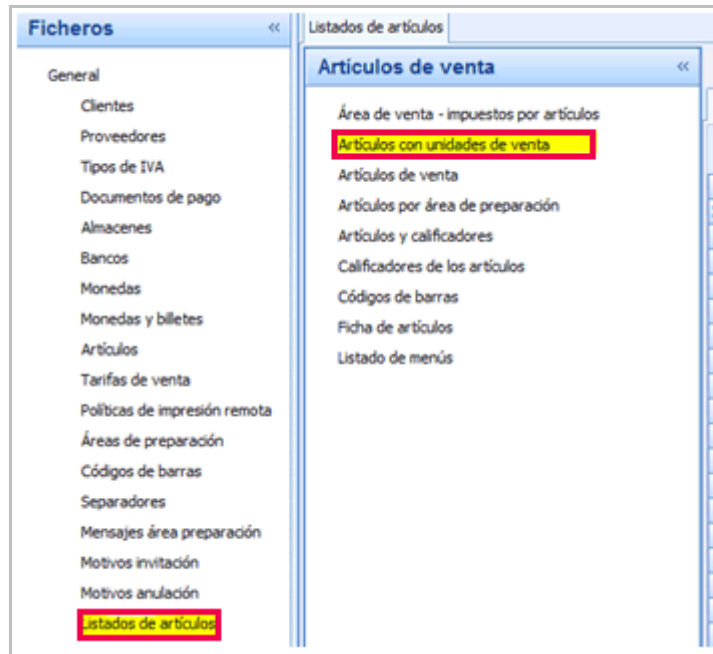 Ficheros «
General
Clientes
Proveedores
Tipos de IVA
Documentos de pago
Almacenes
Bancos
Monedas
Monedas y billetes
Artículos
Tarifas de venta
Políticas de impresión remota
Áreas de preparación
Códigos de barras
Separadores
Mensajes área preparación
Motivos invitación
Motivos anulación
Listados de artículos
Listados de artículos
Artículos de venta «
Área de venta - impuestos por artículos
Artículos con unidades de venta
Artículos de venta
Artículos por área de preparación
Artículos y calificadores
Calificadores de los artículos
Códigos de barras
Ficha de artículos
Listado de menús